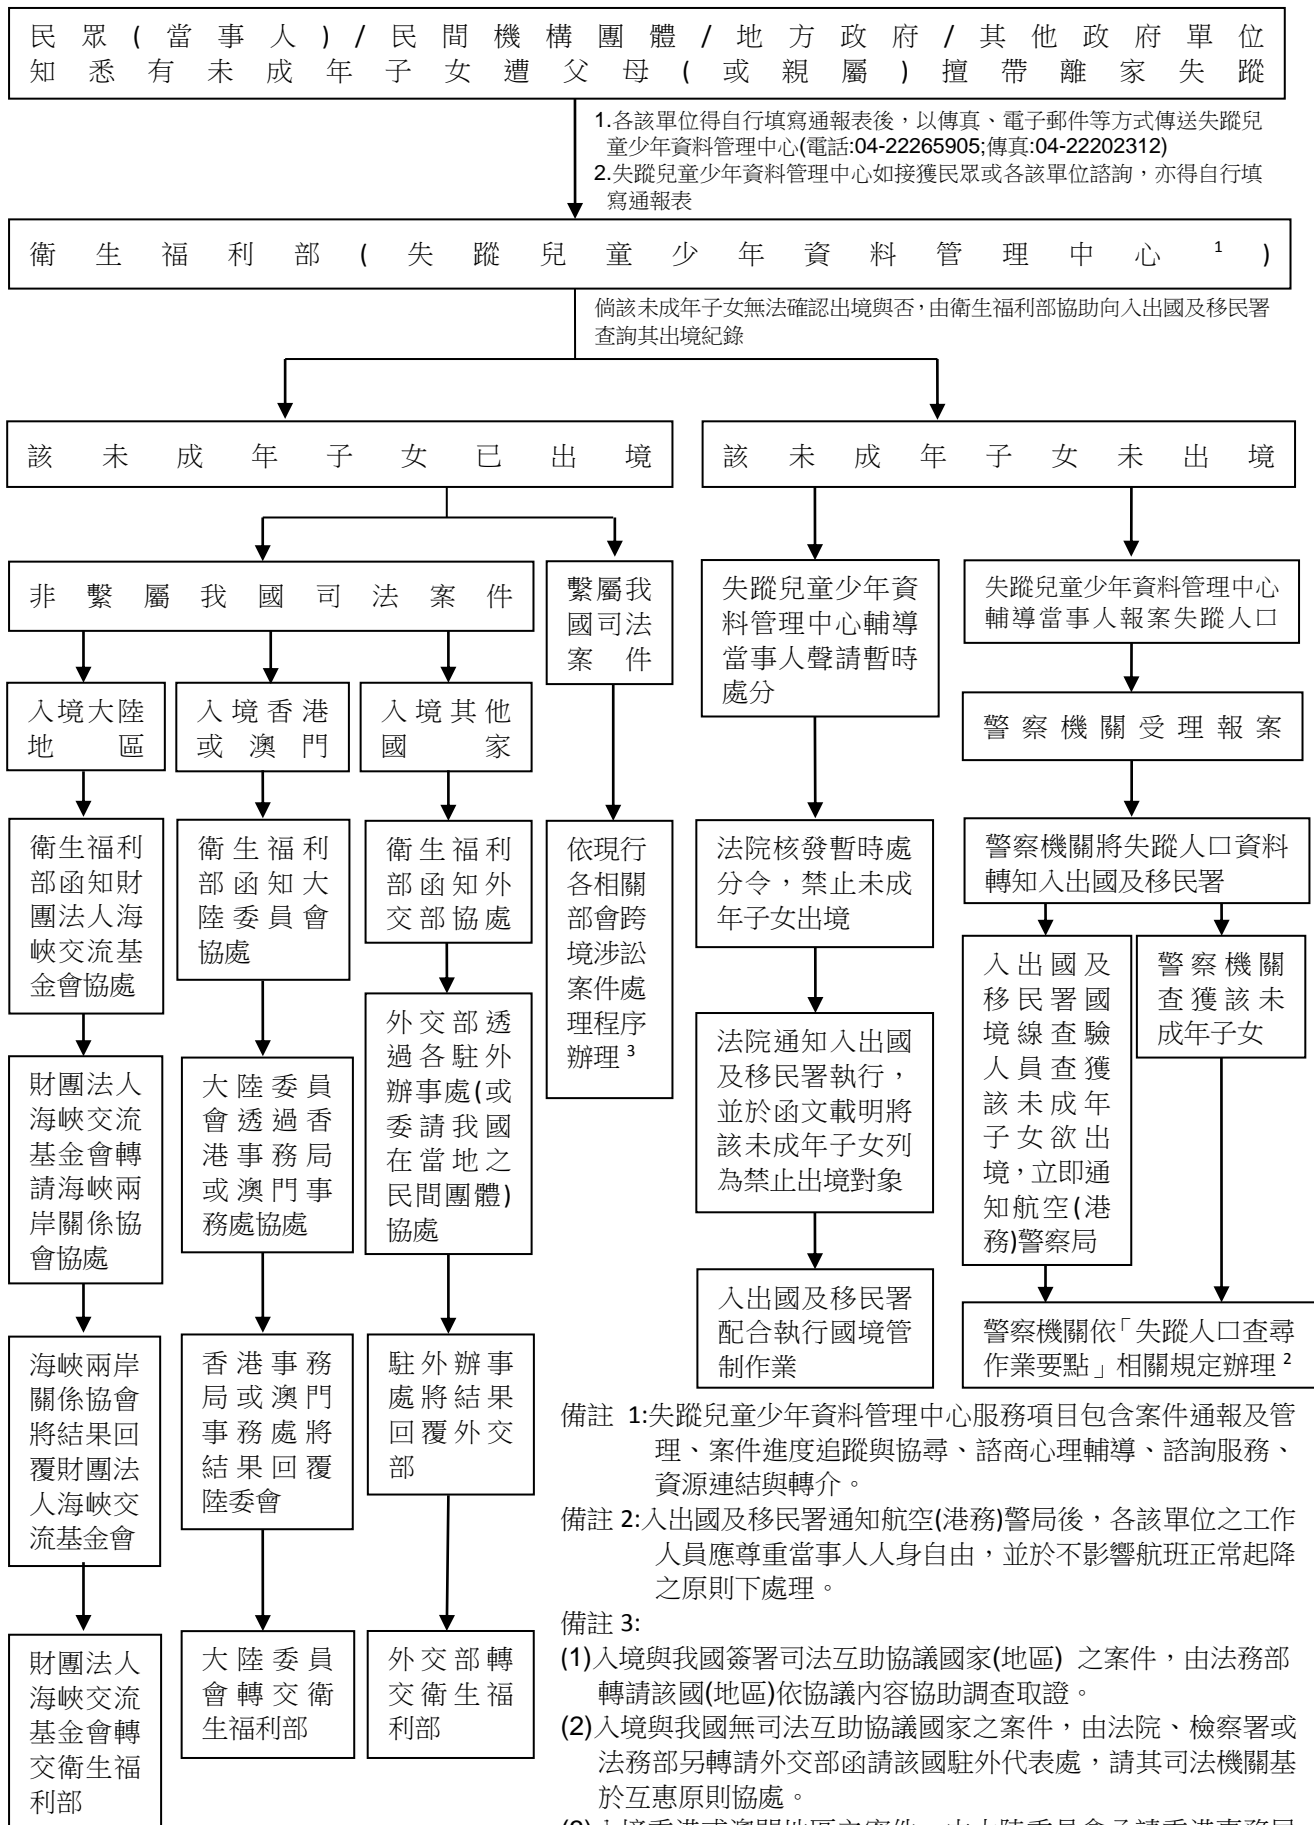 民眾(當事人)/民間機構團體/地方政府/其他政府單位
知悉有未成年子女遭父母(或親屬)擅帶離家失蹤
1.各該單位得自行填寫通報表後，以傳真、電子郵件等方式傳送失蹤兒
童少年資料管理中心(電話:04-22265905;傳真:04-22202312)
2.失蹤兒童少年資料管理中心如接獲民眾或各該單位諮詢，亦得自行填
寫通報表
衛生福利部(失蹤兒童少年資料管理中心1)
倘該未成年子女無法確認出境與否，由衛生福利部協助向入出國及移民署
查詢其出境紀錄
該未成年子女已出境
該未成年子女未出境
非繫屬我國司法案件
繫屬我
國司法
案件
失蹤兒童少年資
料管理中心輔導
當事人聲請暫時
處分
失蹤兒童少年資料管理中心
輔導當事人報案失蹤人口
入境大陸
地區
入境香港
或澳門
入境其他
國家
警察機關受理報案
衛生福利
部函知財
團法人海
峽交流基
金會協處
衛生福利
部函知大
陸委員會
協處
衛生福利
部函知外
交部協處
依現行
各相關
部會跨
境涉訟
案件處
理程序
辦理3
法院核發暫時處
分令，禁止未成
年子女出境
警察機關將失蹤人口資料
轉知入出國及移民署
入出國及
移民署國
境線查驗
人員查獲
該未成年
子女欲出
境，立即通
知航空(港
務)警察局
警察機關
查獲該未
成年子女
財團法人
海峽交流
基金會轉
請海峽兩
岸關係協
會協處
大陸委員
會透過香
港事務局
或澳門事
務處協處
外交部透
過各駐外
辦事處(或
委請我國
在當地之
民間團體)
協處
法院通知入出國
及移民署執行，
並於函文載明將
該未成年子女列
為禁止出境對象
入出國及移民署
配合執行國境管
制作業
警察機關依「失蹤人口查尋
作業要點」相關規定辦理2
海峽兩岸
關係協會
將結果回
覆財團法
人海峽交
流基金會
香港事務
局或澳門
事務處將
結果回覆
陸委會
駐外辦事
處將結果
回覆外交
部
財團法人
海峽交流
基金會轉
交衛生福
利部
大陸委員
會轉交衛
生福利部
外交部轉
交衛生福
利部
備註 1:失蹤兒童少年資料管理中心服務項目包含案件通報及管
理、案件進度追蹤與協尋、諮商心理輔導、諮詢服務、
資源連結與轉介。
備註 2:入出國及移民署通知航空(港務)警局後，各該單位之工作
人員應尊重當事人人身自由，並於不影響航班正常起降
之原則下處理。
備註 3:
(1)入境與我國簽署司法互助協議國家(地區) 之案件，由法務部
轉請該國(地區)依協議內容協助調查取證。
(2)入境與我國無司法互助協議國家之案件，由法院、檢察署或
法務部另轉請外交部函請該國駐外代表處，請其司法機關基
於互惠原則協處。